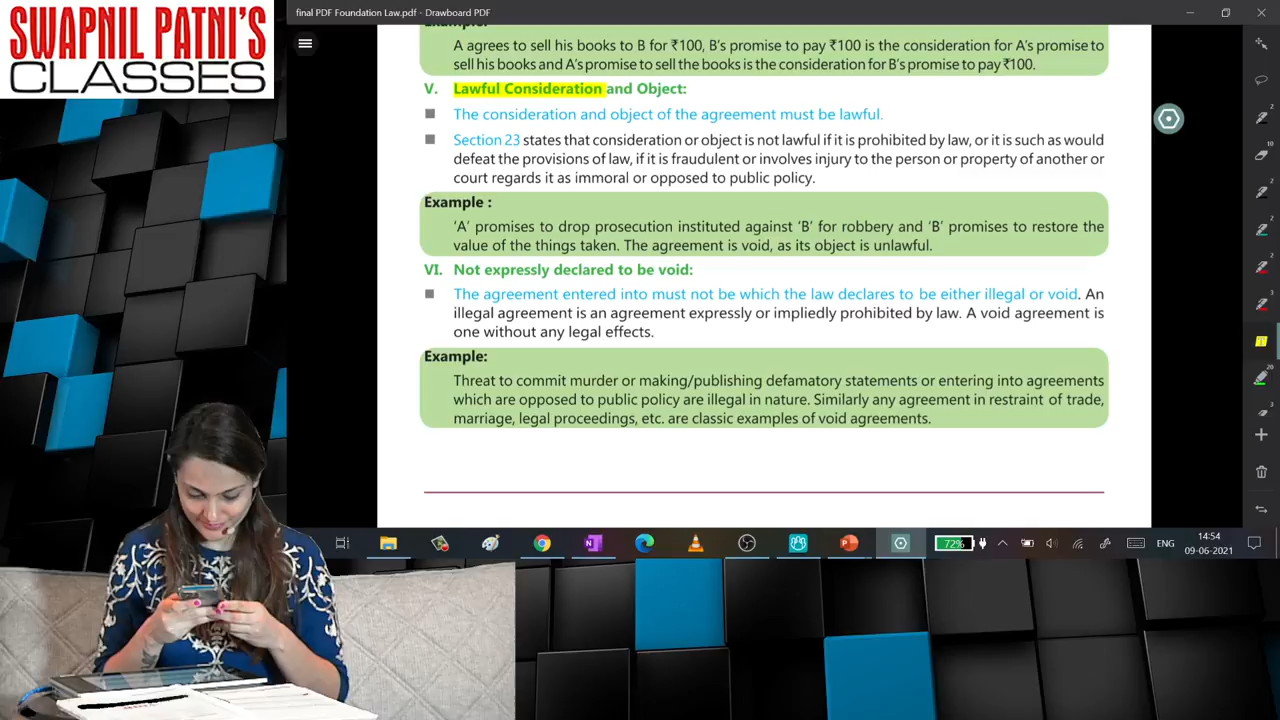 SWAPNIL PATNI'S
CLASSES
final PDF Foundation Law.pdf - Drawboard PDF
Example:
A agrees to sell his books to B for ₹100, B's promise to pay ₹100 is the consideration for A's promise to
sell his books and A's promise to sell the books is the consideration for B's promise to pay ₹100.
V. Lawful Consideration and Object:
The consideration and object of the agreement must be lawful.
Section 23 states that consideration or object is not lawful if it is prohibited by law, or it is such as would
defeat the provisions of law, if it is fraudulent or involves injury to the person or property of another or
court regards it as immoral or opposed to public policy.
Example :
'A' promises to drop prosecution instituted against 'B' for robbery and 'B' promises to restore the
value of the things taken. The agreement is void, as its object is unlawful.
VI. Not expressly declared to be void:
The agreement entered into must not be which the law declares to be either illegal or void. An
illegal agreement is an agreement expressly or impliedly prohibited by law. A void agreement is
one without any legal effects.
Example:
Threat to commit murder or making/publishing defamatory statements or entering into agreements
which are opposed to public policy are illegal in nature. Similarly any agreement in restraint of trade,
marriage, legal proceedings, etc. are classic examples of void agreements.
72%
ENG
14:54
09-06-2021